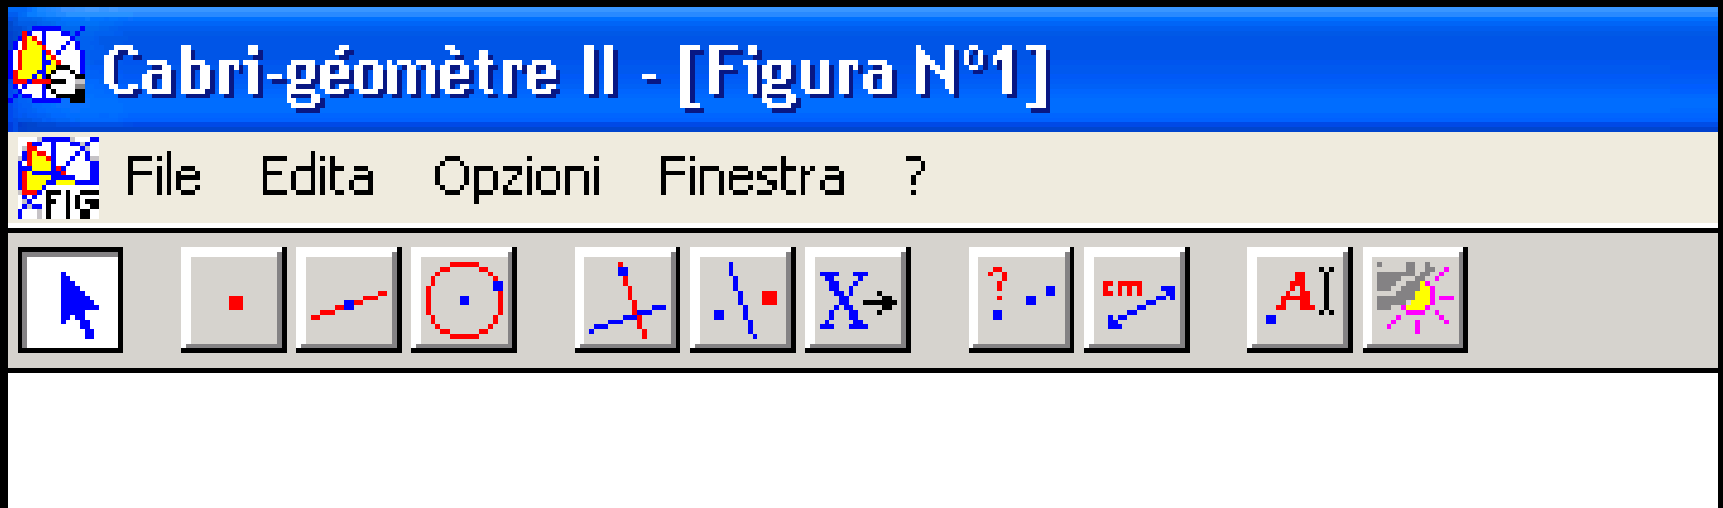 Cabri-géomètre II - [Figura N°1]
FIG File Edita Opzioni Finestra ?
X ? cm A